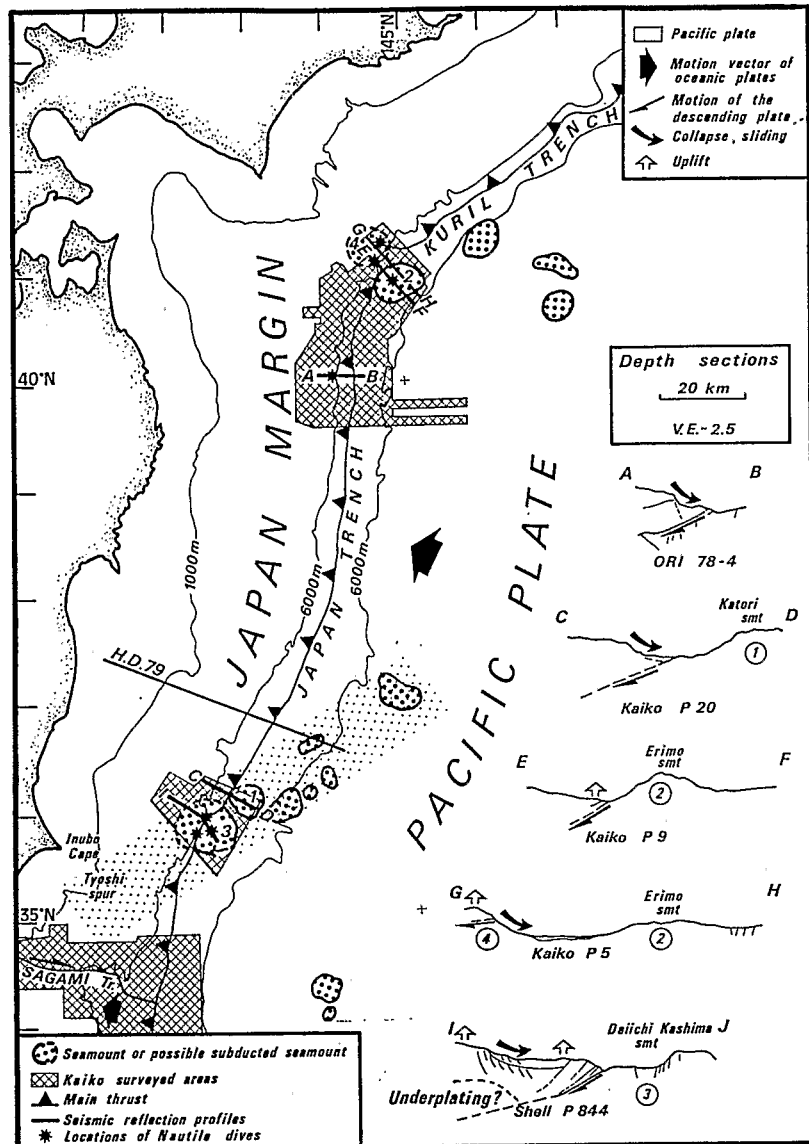 145°N
Pacific plate
Motion vector of
oceanic plates
Motion of the
descending plate
Collapse, sliding
Uplift
KURIL TRENCH
2
JAPAN MARGIN
40°N
A
B
Depth sections
20 km
V.E.~2.5
A B
ORI 78-4
1000m
6000m
6000m
JAPAN TRENCH
PACIFIC PLATE
Katori
smt
C D
1
Kaiko P 20
H.D.79
Erimo
smt
E F
2
Kaiko P 9
C
1
D
3
Inubo
Cape
Tyoshi
spur
Erimo
smt
G H
4
2
Kaiko P 5
35°N
SAGAMI Tr.
Daiichi Kashima
smt
I J
3
Underplating?
Shell P 844
Seamount or possible subducted seamount
Kaiko surveyed areas
Main thrust
Seismic reflection profiles
Locations of Nautile dives